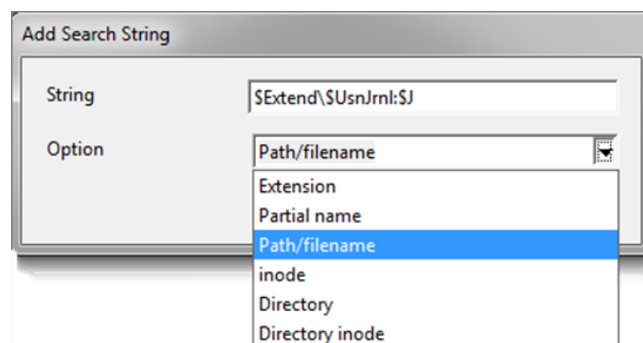 Add Search String
String $Extend\$UsnJrnl:$J
Option Path/filename
Extension
Partial name
Path/filename
inode
Directory
Directory inode